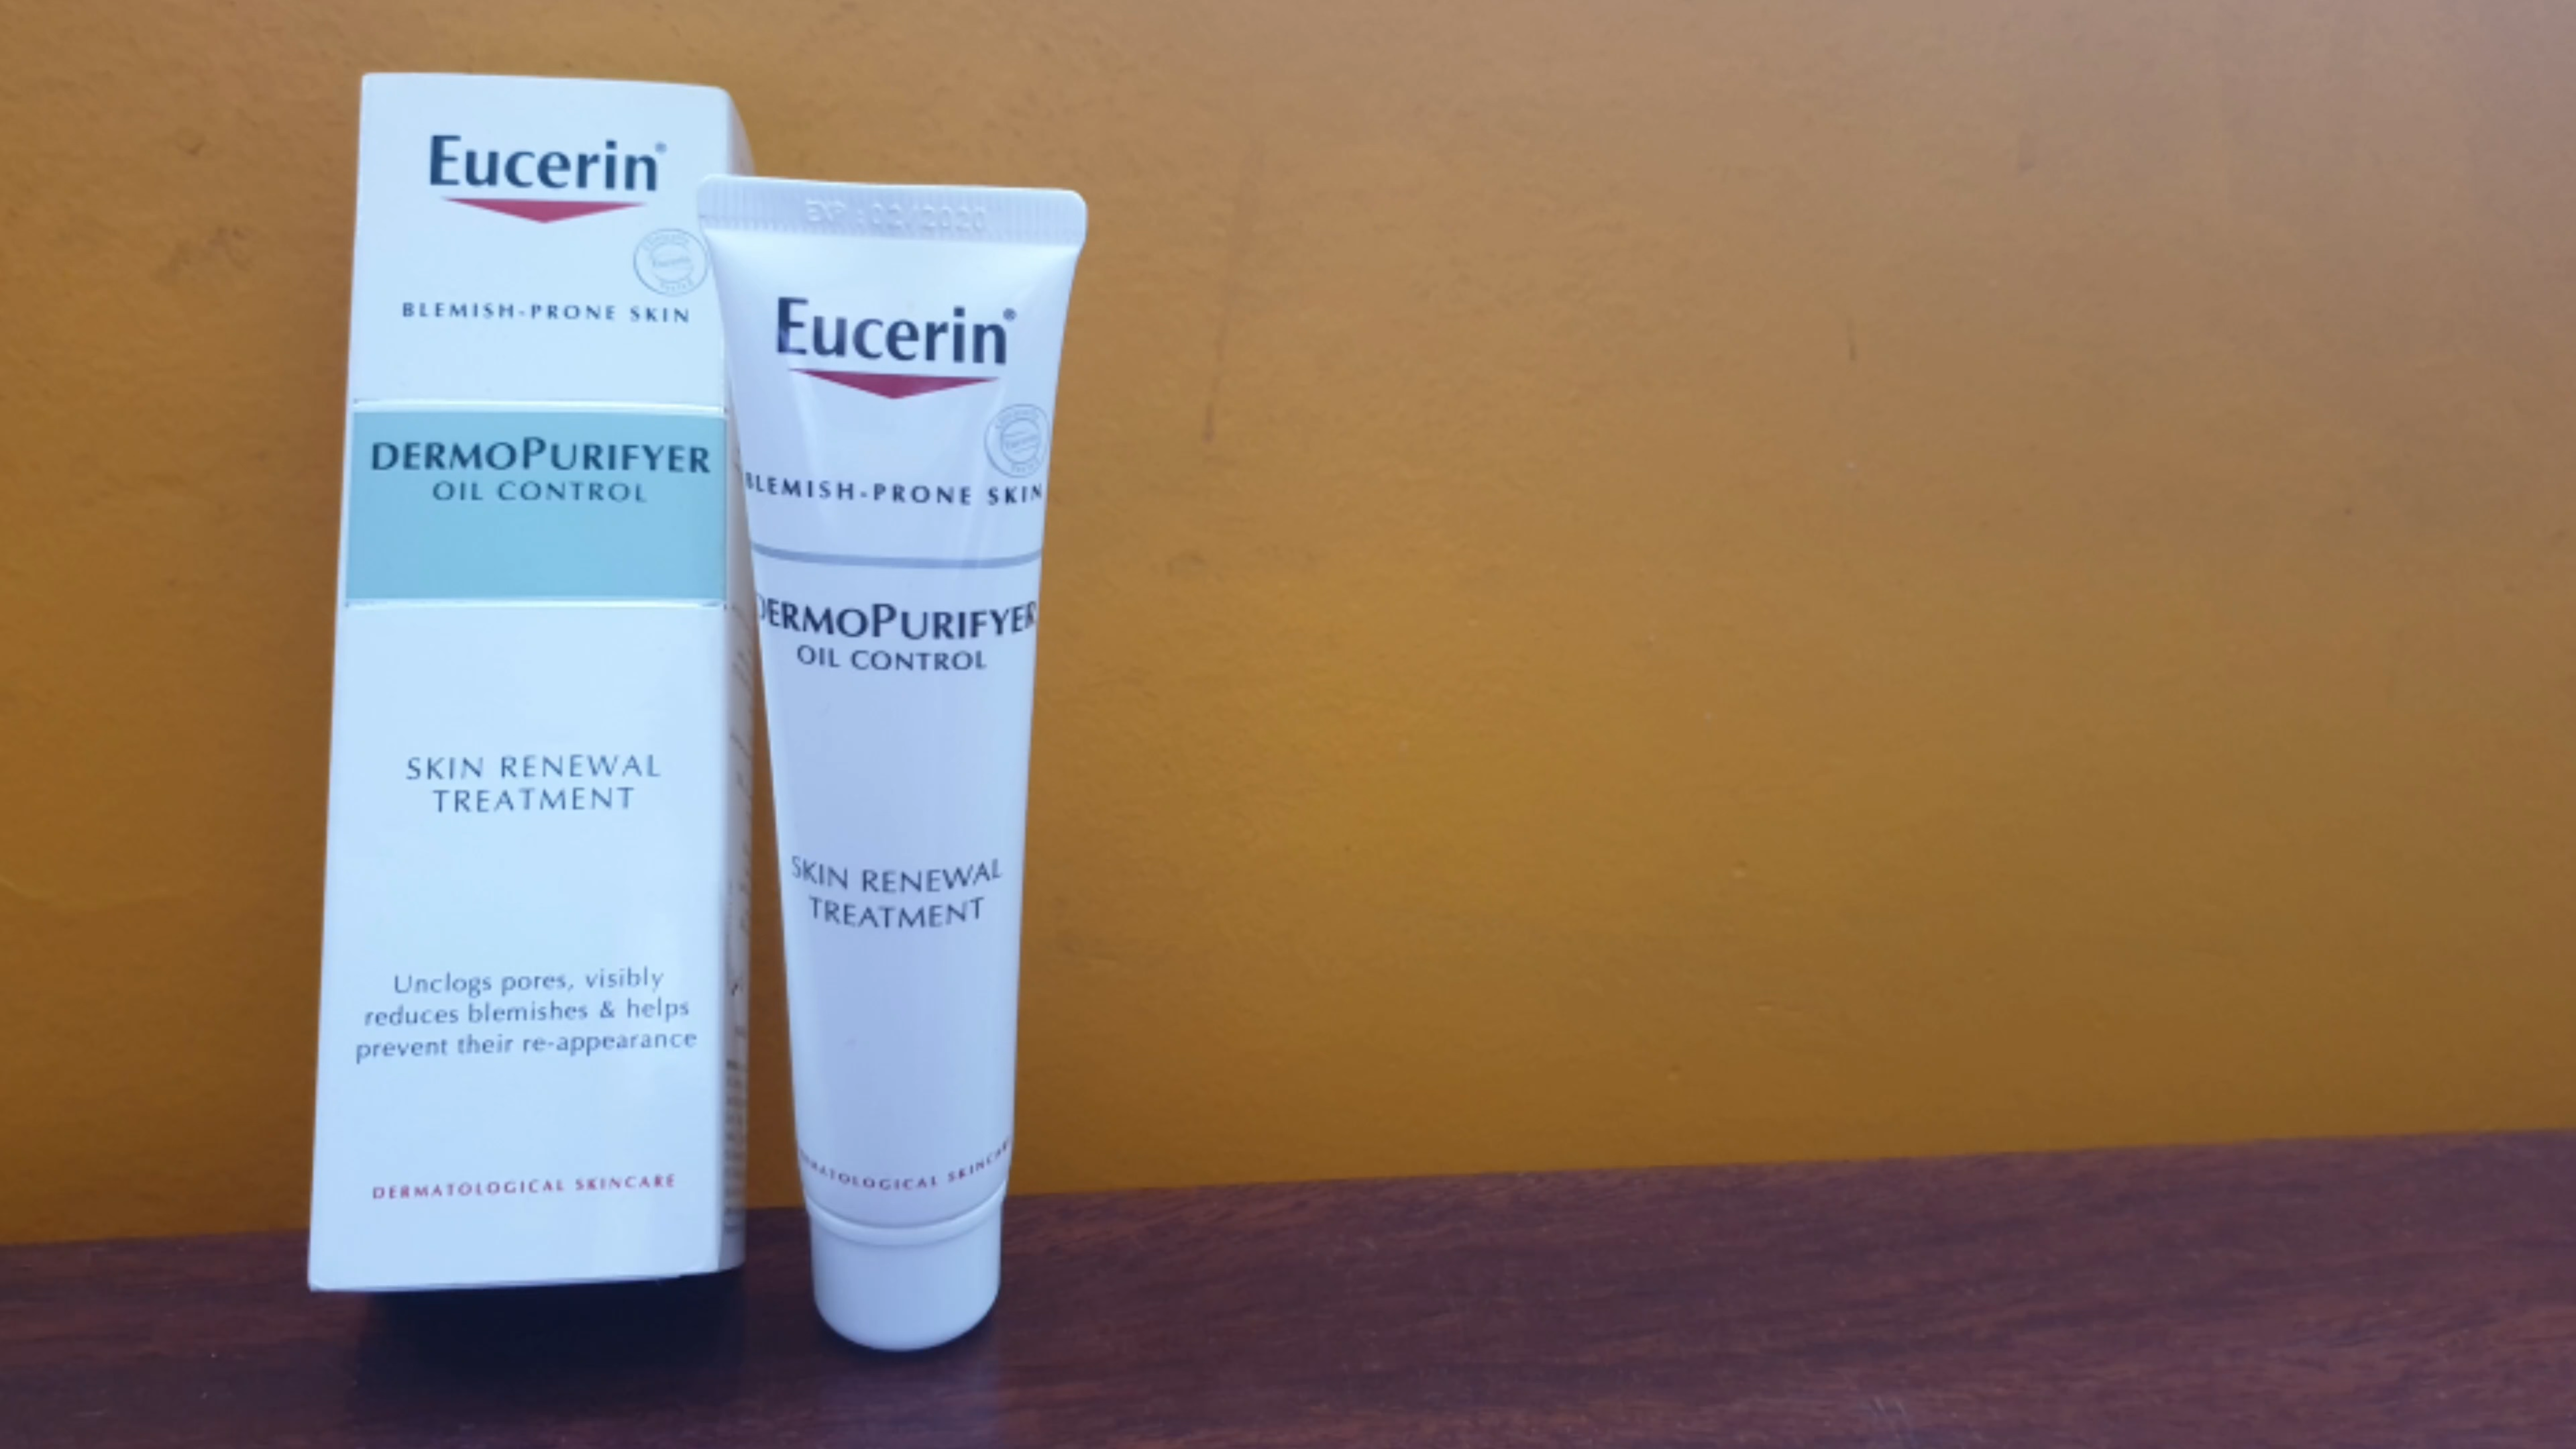 Eucerin®
BLEMISH-PRONE SKIN
DERMOPURIFYER
OIL CONTROL
SKIN RENEWAL
TREATMENT
Unclogs pores, visibly
reduces blemishes & helps
prevent their re-appearance
DERMATOLOGICAL SKINCARE
EXP.:02/2020
Eucerin®
BLEMISH-PRONE SKIN
DERMOPURIFYER
OIL CONTROL
SKIN RENEWAL
TREATMENT
SKINCARE